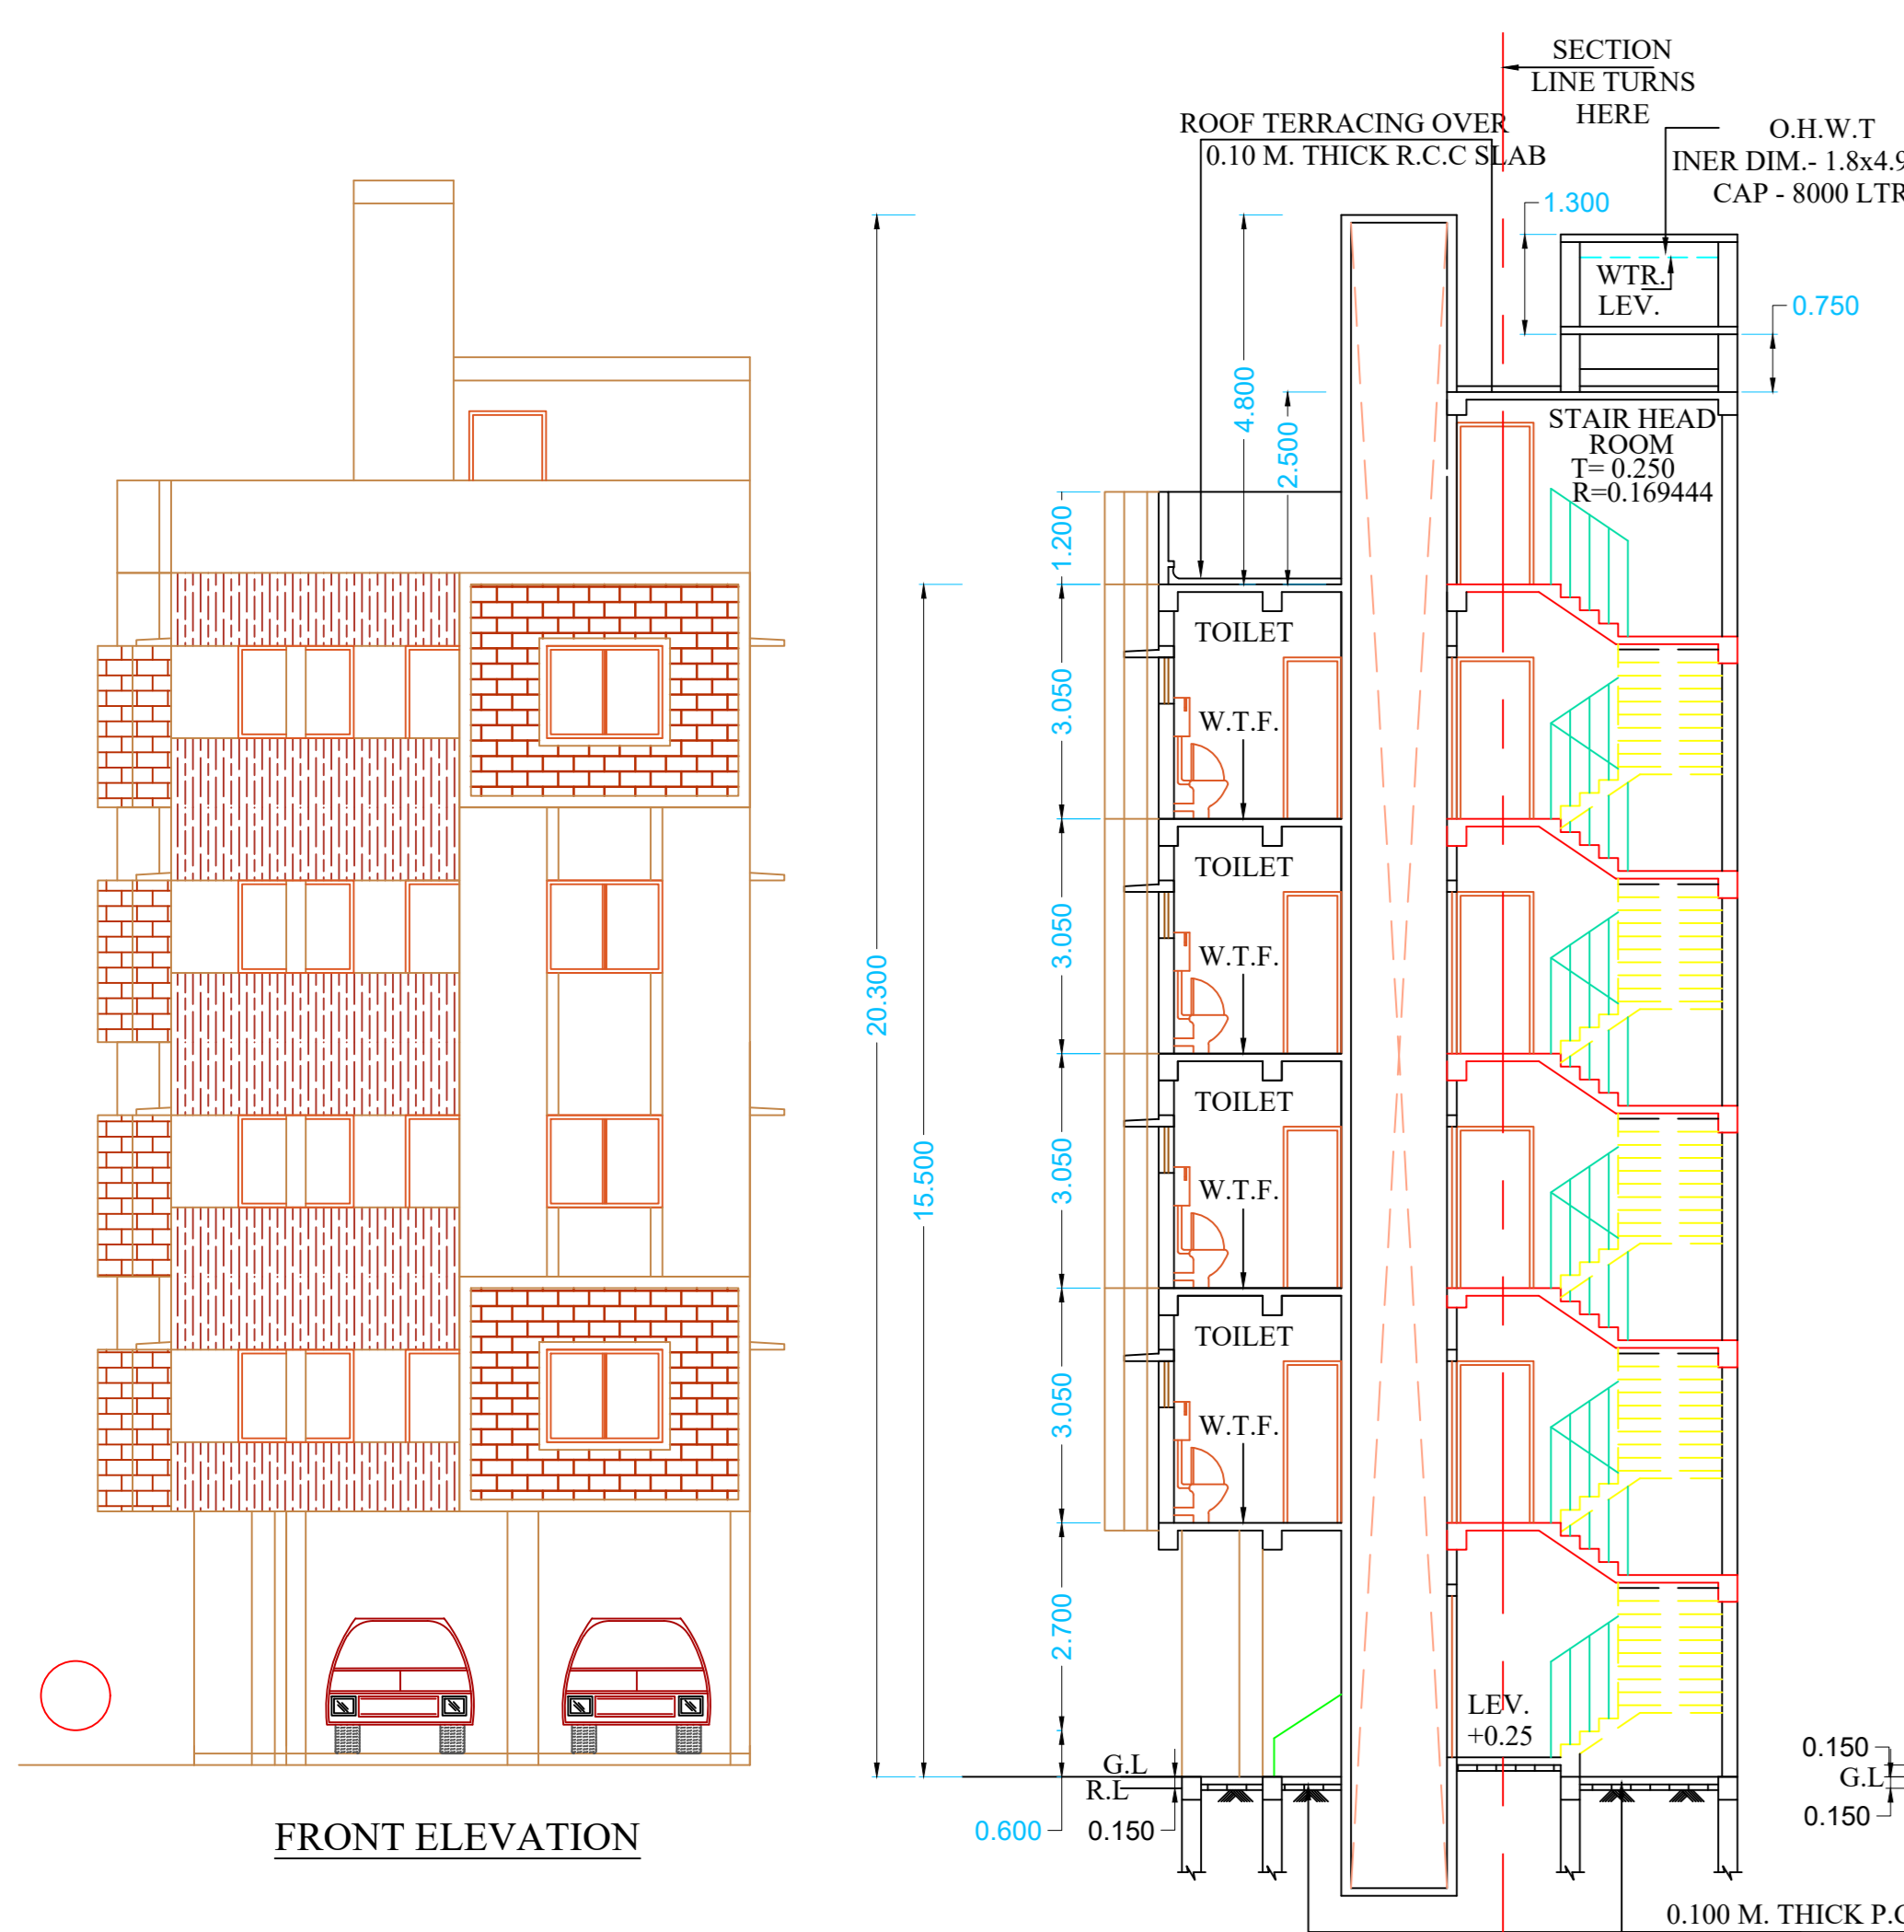 SECTION
LINE TURNS
HERE
ROOF TERRACING OVER
0.10 M. THICK R.C.C SLAB
O.H.W.T
INER DIM.- 1.8x4.9
CAP - 8000 LTR
1.300
WTR.
LEV.
0.750
4.800
2.500
STAIR HEAD
ROOM
T= 0.250
R=0.169444
1.200
TOILET
3.050
W.T.F.
TOILET
3.050
W.T.F.
20.300
TOILET
3.050
15.500
W.T.F.
TOILET
3.050
W.T.F.
2.700
LEV.
+0.25
G.L
R.L
0.600
0.150
0.150
G.L
0.150
FRONT ELEVATION
0.100 M. THICK P.C